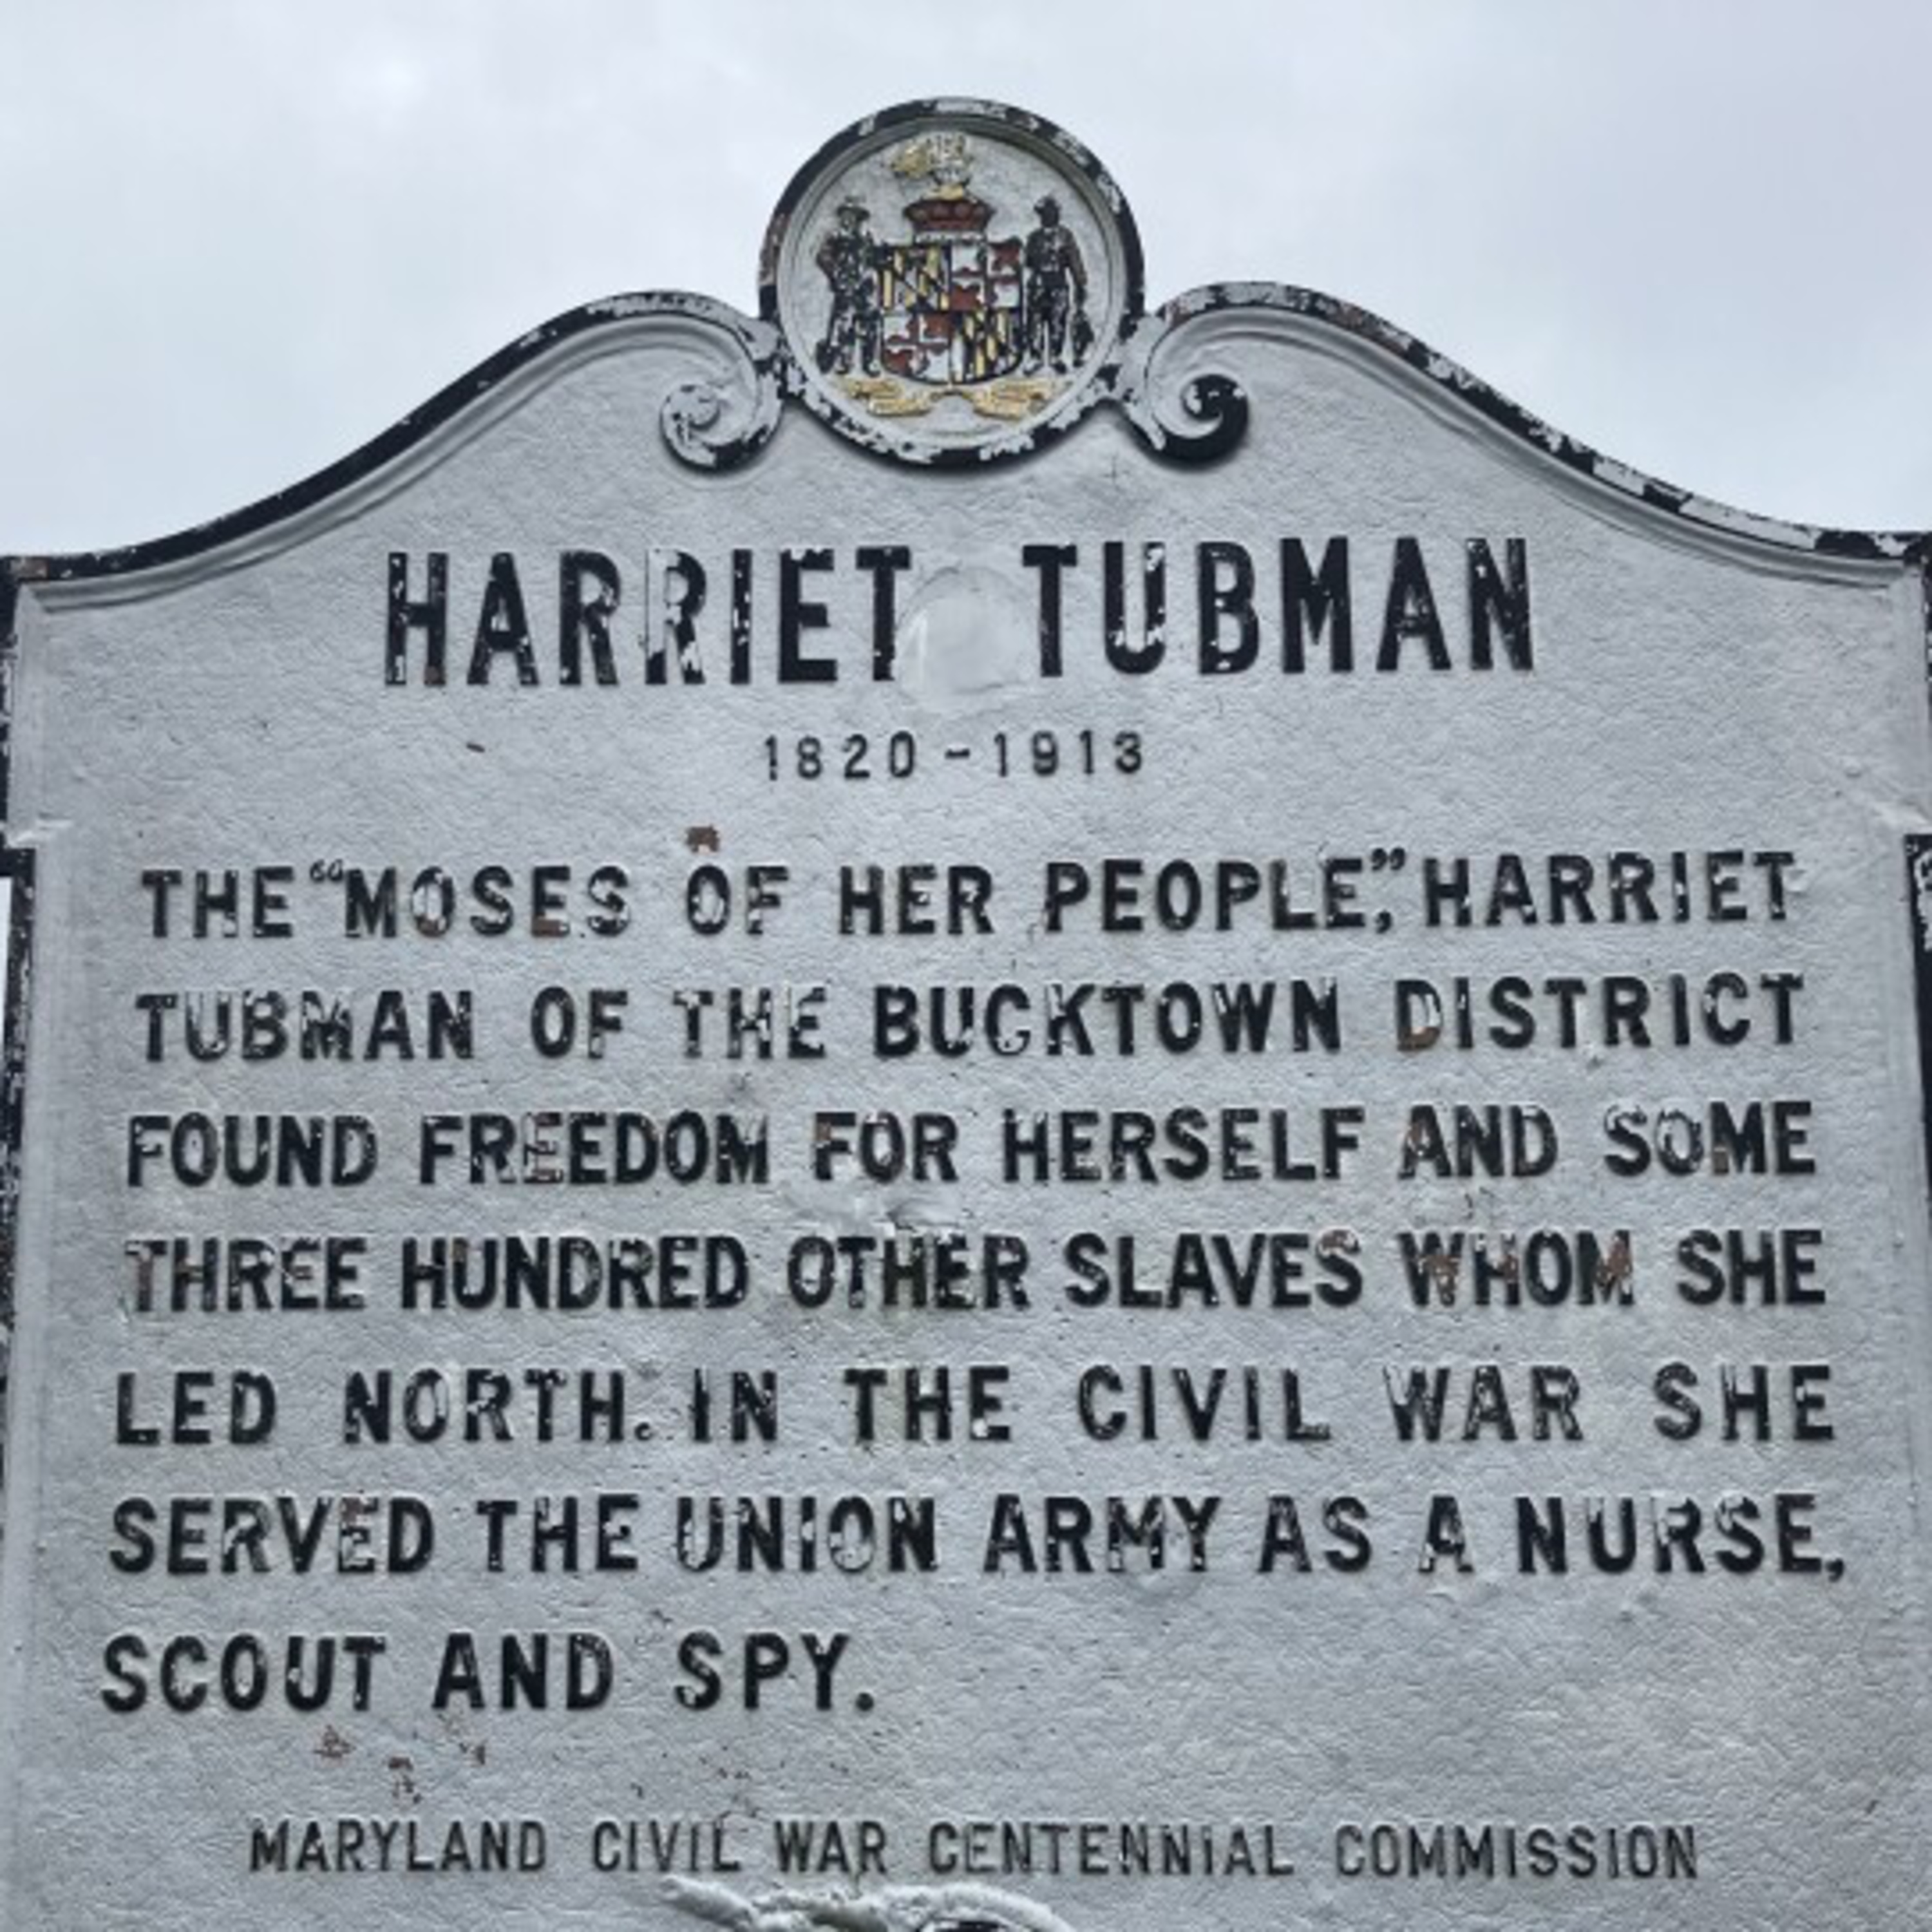 HARRIET TUBMAN
1820-1913
THE "MOSES OF HER PEOPLE," HARRIET
TUBMAN OF THE BUCKTOWN DISTRICT
FOUND FREEDOM FOR HERSELF AND SOME
THREE HUNDRED OTHER SLAVES WHOM SHE
LED NORTH. IN THE CIVIL WAR SHE
SERVED THE UNION ARMY AS A NURSE,
SCOUT AND SPY.
MARYLAND CIVIL WAR CENTENNIAL COMMISSION